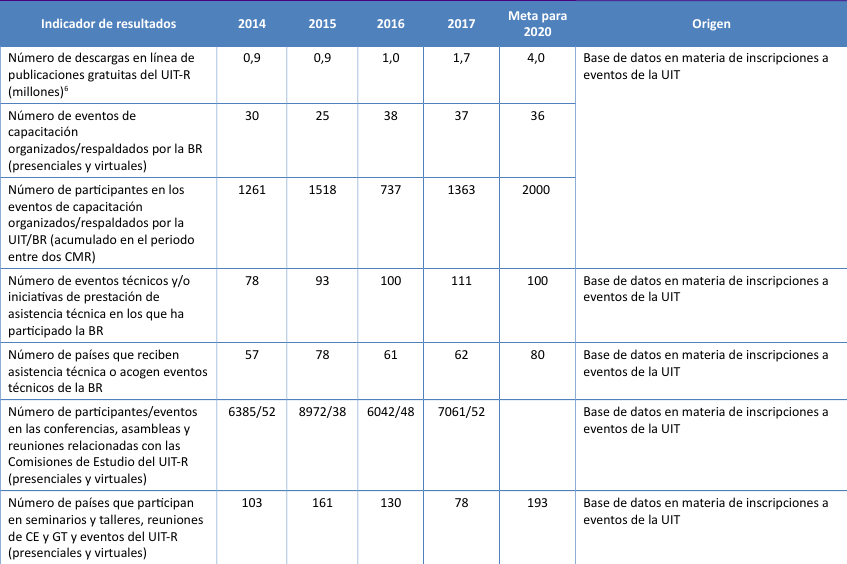 Indicador de resultados 2014 2015 2016 2017 Meta para 2020 Origen
Número de descargas en línea de 0,9 0,9 1,0 1,7 4,0 Base de datos en materia de inscripciones a
publicaciones gratuitas del UIT-R eventos de la UIT
(millones)⁶
Número de eventos de 30 25 38 37 36
capacitación
organizados/respaldados por la BR
(presenciales y virtuales)
Número de participantes en los 1261 1518 737 1363 2000
eventos de capacitación
organizados/respaldados por la
UIT/BR (acumulado en el periodo
entre dos CMR)
Número de eventos técnicos y/o 78 93 100 111 100 Base de datos en materia de inscripciones a
iniciativas de prestación de eventos de la UIT
asistencia técnica en los que ha
participado la BR
Número de países que reciben 57 78 61 62 80 Base de datos en materia de inscripciones a
asistencia técnica o acogen eventos eventos de la UIT
técnicos de la BR
Número de participantes/eventos 6385/52 8972/38 6042/48 7061/52 Base de datos en materia de inscripciones a
en las conferencias, asambleas y eventos de la UIT
reuniones relacionadas con las
Comisiones de Estudio del UIT-R
(presenciales y virtuales)
Número de países que participan 103 161 130 78 193 Base de datos en materia de inscripciones a
en seminarios y talleres, reuniones eventos de la UIT
de CE y GT y eventos del UIT-R
(presenciales y virtuales)